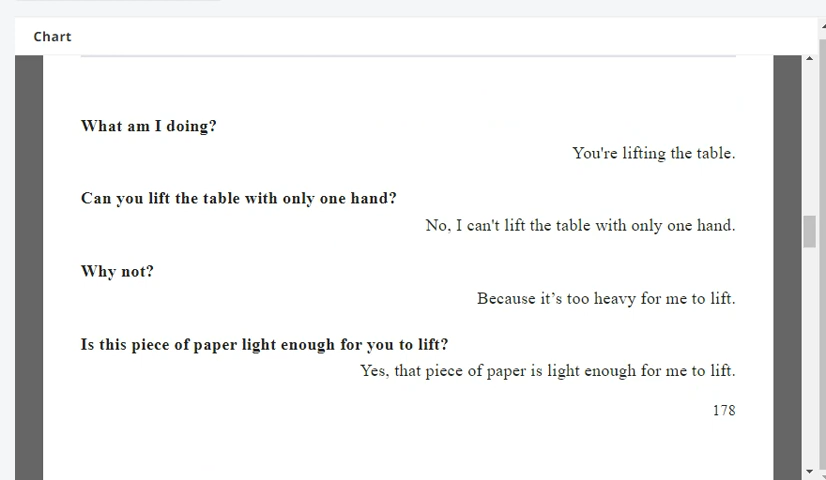 Chart
What am I doing?
You're lifting the table.
Can you lift the table with only one hand?
No, I can't lift the table with only one hand.
Why not?
Because it’s too heavy for me to lift.
Is this piece of paper light enough for you to lift?
Yes, that piece of paper is light enough for me to lift.
178